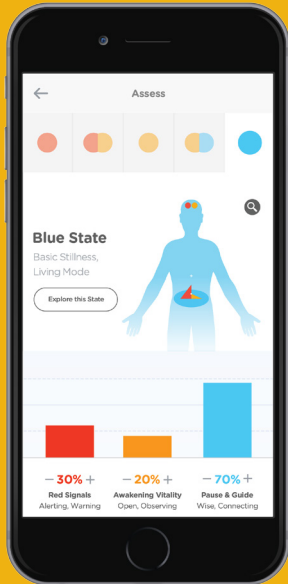 Assess
Blue State
Basic Stillness,
Living Mode
Explore this State
− 30% +
− 20% +
− 70% +
Red Signals
Awakening Vitality
Pause & Guide
Alerting, Warning
Open, Observing
Wise, Connecting